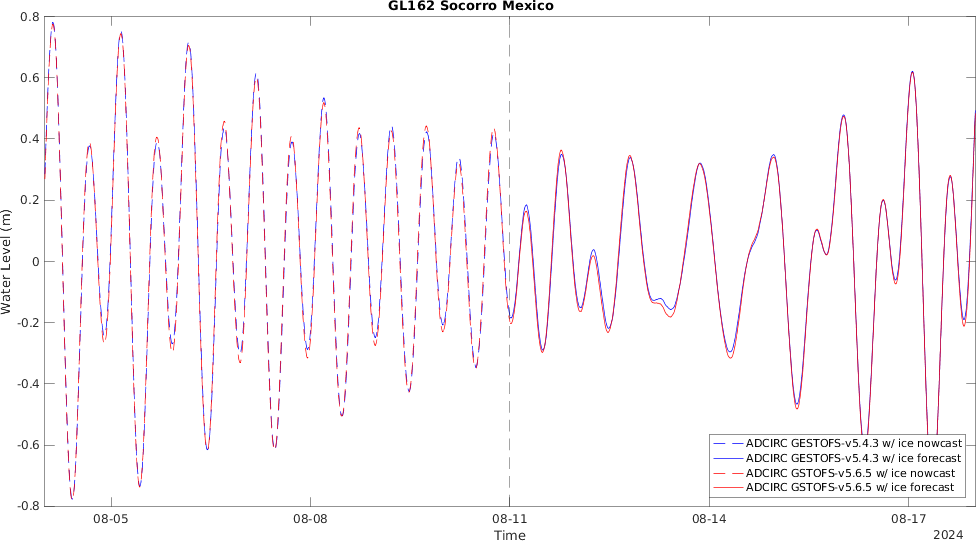 GL162 Socorro Mexico
0.8
0.6
0.4
0.2
0
-0.2
-0.4
-0.6
-0.8
Water Level (m)
ADCIRC GESTOFS-v5.4.3 w/ ice nowcast
ADCIRC GESTOFS-v5.4.3 w/ ice forecast
ADCIRC GSTOFS-v5.6.5 w/ ice nowcast
ADCIRC GSTOFS-v5.6.5 w/ ice forecast
08-05 08-08 08-11 08-14 08-17
Time
2024